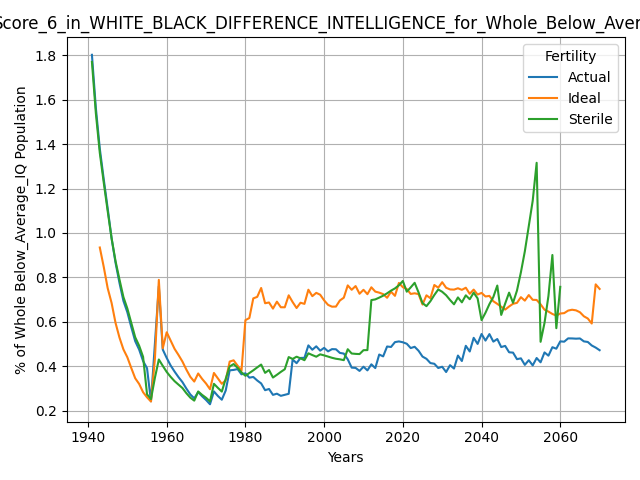 Score_6_in_WHITE_BLACK_DIFFERENCE_INTELLIGENCE_for_Whole_Below_Aver
Fertility
Actual
Ideal
Sterile
% of Whole Below_Average_IQ Population
1.8
1.6
1.4
1.2
1.0
0.8
0.6
0.4
0.2
1940 1960 1980 2000 2020 2040 2060
Years